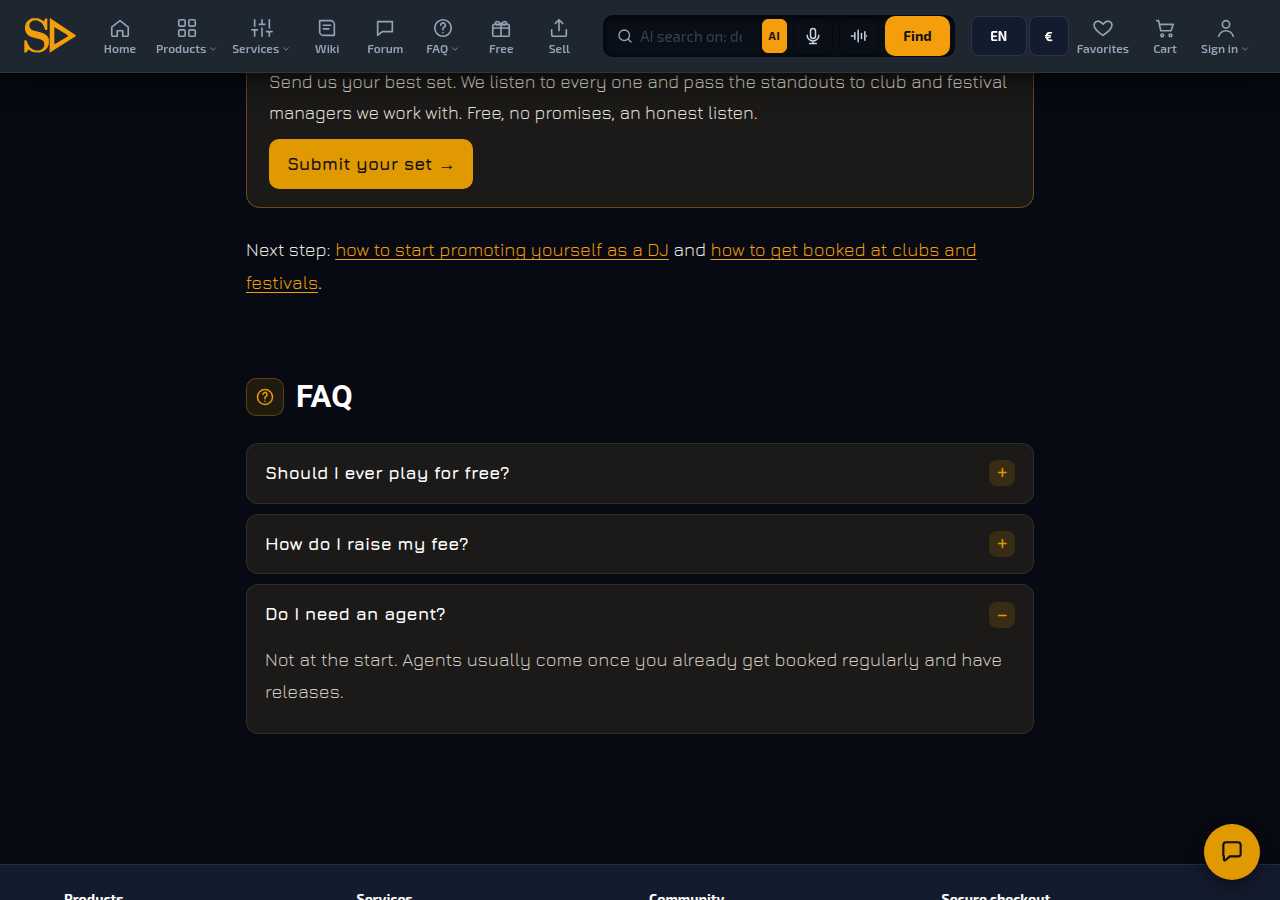 Home
Products
Services
Wiki
Forum
FAQ
Free
Sell
AI search on: de
AI
Find
EN
€
Favorites
Cart
Sign in
Send us your best set. We listen to every one and pass the standouts to club and festival
managers we work with. Free, no promises, an honest listen.
Submit your set →
Next step: how to start promoting yourself as a DJ and how to get booked at clubs and
festivals.
FAQ
Should I ever play for free?
How do I raise my fee?
Do I need an agent?
Not at the start. Agents usually come once you already get booked regularly and have
releases.
Products
Services
Community
Secure checkout